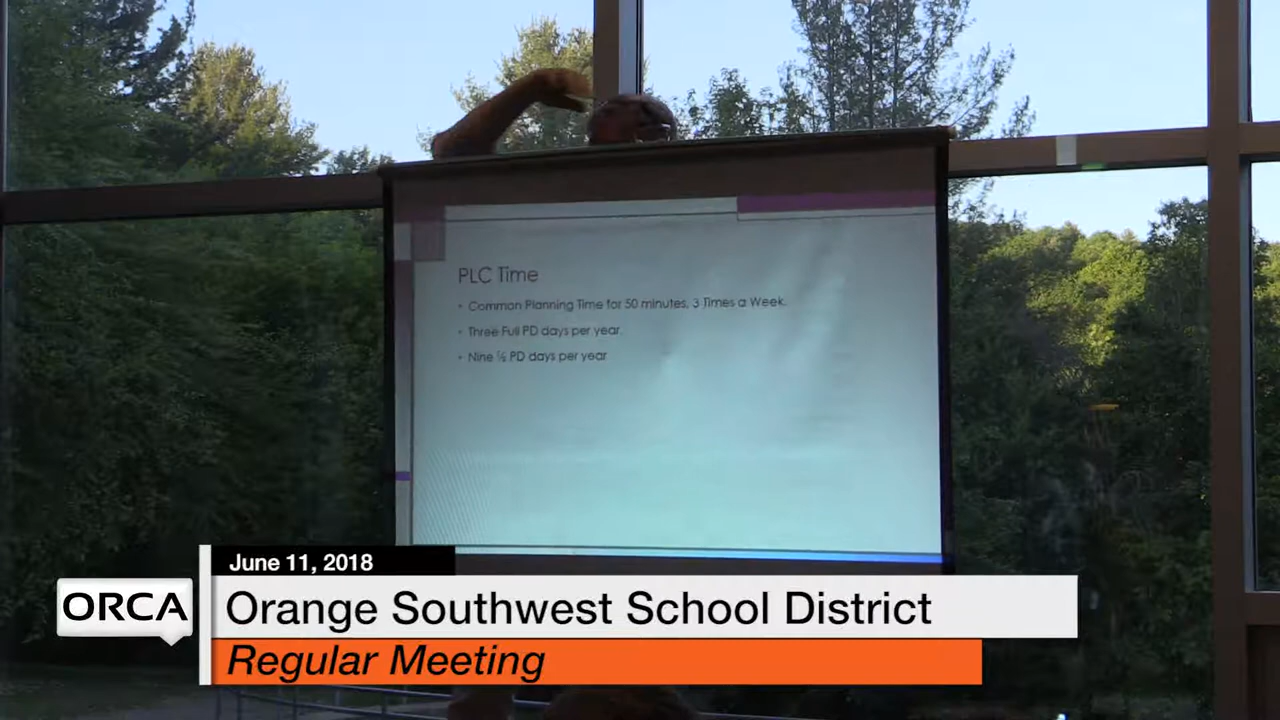 PLC Time
• Common Planning Time for 50 minutes, 3 Times a Week.
• Three Full PD days per year.
• Nine ½ PD days per year
June 11, 2018
ORCA
Orange Southwest School District
Regular Meeting